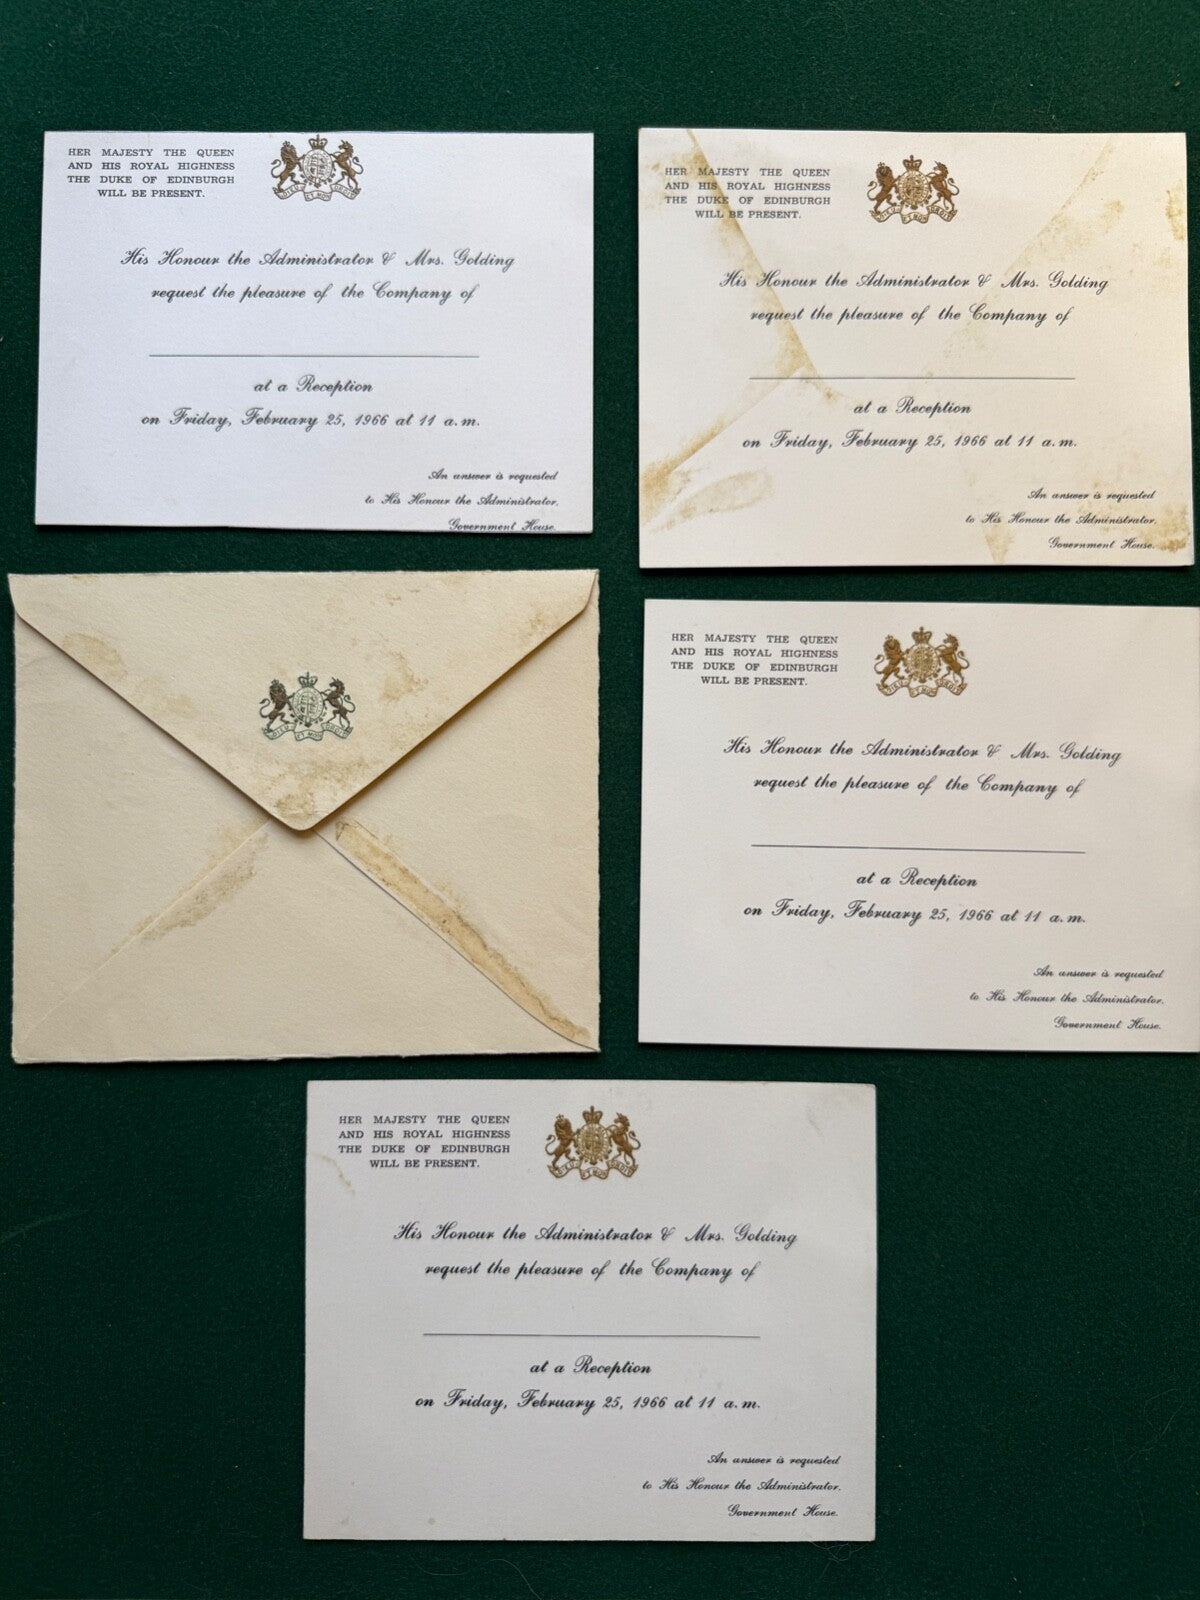 HER MAJESTY THE QUEEN
AND HIS ROYAL HIGHNESS
THE DUKE OF EDINBURGH
WILL BE PRESENT.
His Honour the Administrator & Mrs. Golding
request the pleasure of the Company of
at a Reception
on Friday, February 25, 1966 at 11 a.m.
An answer is requested
to His Honour the Administrator.
Government House.
HER MAJESTY THE QUEEN
AND HIS ROYAL HIGHNESS
THE DUKE OF EDINBURGH
WILL BE PRESENT.
His Honour the Administrator & Mrs. Golding
request the pleasure of the Company of
at a Reception
on Friday, February 25, 1966 at 11 a.m.
An answer is requested
to His Honour the Administrator.
Government House.
HER MAJESTY THE QUEEN
AND HIS ROYAL HIGHNESS
THE DUKE OF EDINBURGH
WILL BE PRESENT.
His Honour the Administrator & Mrs. Golding
request the pleasure of the Company of
at a Reception
on Friday, February 25, 1966 at 11 a.m.
An answer is requested
to His Honour the Administrator.
Government House.
HER MAJESTY THE QUEEN
AND HIS ROYAL HIGHNESS
THE DUKE OF EDINBURGH
WILL BE PRESENT.
His Honour the Administrator & Mrs. Golding
request the pleasure of the Company of
at a Reception
on Friday, February 25, 1966 at 11 a.m.
An answer is requested
to His Honour the Administrator.
Government House.